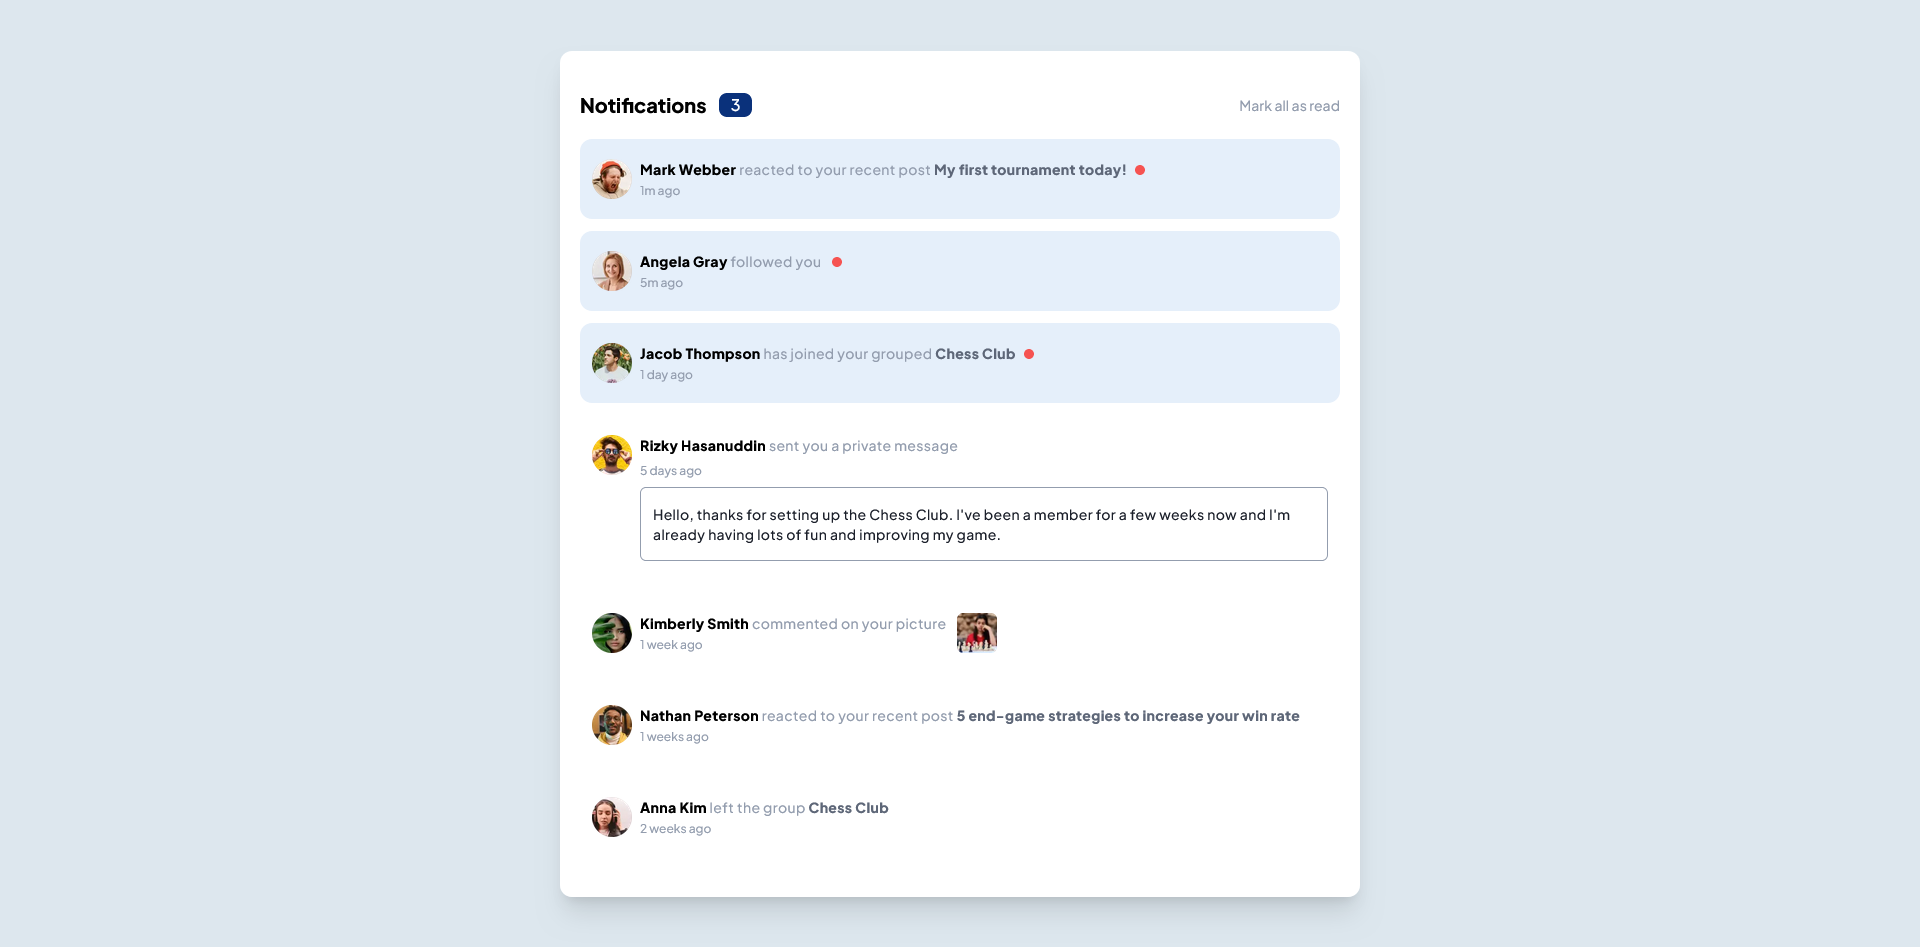 Notifications 3 Mark all as read
Mark Webber reacted to your recent post My first tournament today!
1m ago
Angela Gray followed you
5m ago
Jacob Thompson has joined your grouped Chess Club
1 day ago
Rizky Hasanuddin sent you a private message
5 days ago
Hello, thanks for setting up the Chess Club. I've been a member for a few weeks now and I'm
already having lots of fun and improving my game.
Kimberly Smith commented on your picture
1 week ago
Nathan Peterson reacted to your recent post 5 end-game strategies to increase your win rate
1 weeks ago
Anna Kim left the group Chess Club
2 weeks ago